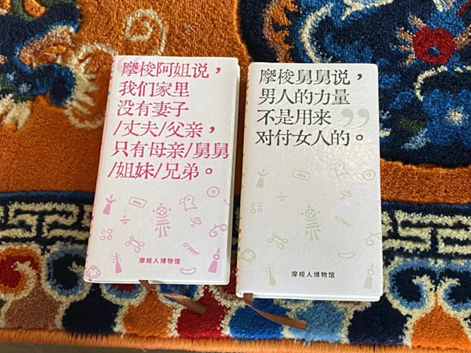 摩梭阿姐说，
我们家里
没有妻子
/丈夫/父亲，
只有母亲/舅舅
/姐妹/兄弟。
摩梭人博物馆
摩梭舅舅说，
男人的力量
不是用来
对付女人的。
摩梭人博物馆